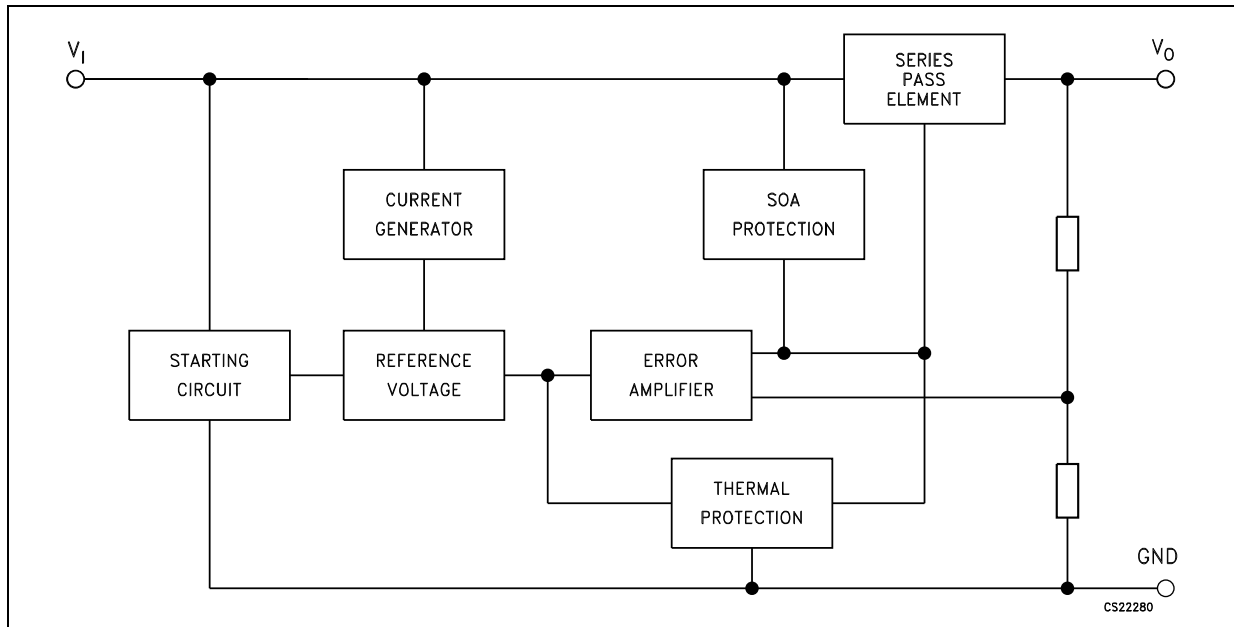 V_I
V_O
SERIES
PASS
ELEMENT
CURRENT
GENERATOR
SOA
PROTECTION
STARTING
CIRCUIT
REFERENCE
VOLTAGE
ERROR
AMPLIFIER
THERMAL
PROTECTION
GND
CS22280